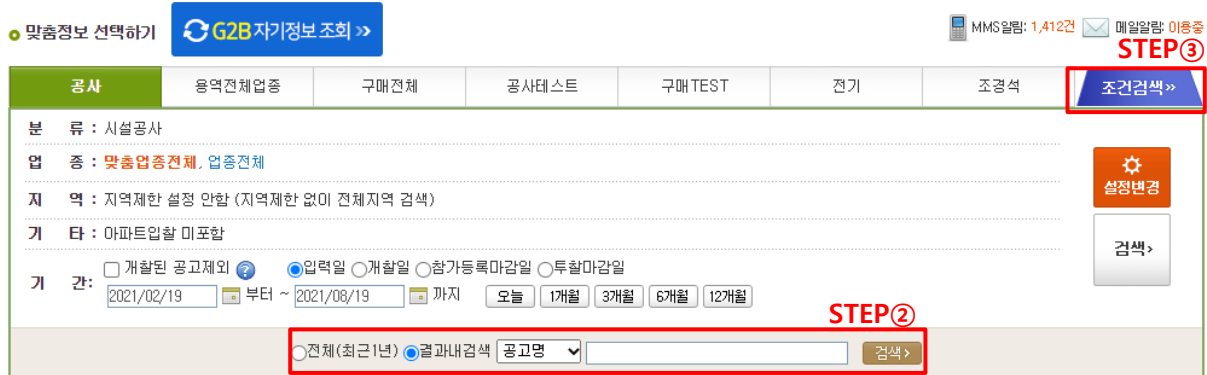 맞춤정보 선택하기 G2B 자기정보 조회 » MMS알림: 1,412건 메일알림: 이용중
STEP③
공사 용역전체업종 구매전체 공사테스트 구매TEST 전기 조경석 조건검색»
분 류 : 시설공사
업 종 : 맞춤업종전체, 업종전체
지 역 : 지역제한 설정 안함 (지역제한 없이 전체지역 검색)
설정변경
기 타 : 아파트입찰 미포함
검색›
기 간: 개찰된 공고제외 ? 입력일 개찰일 참가등록마감일 투찰마감일
2021/02/19 부터 ~ 2021/08/19 까지 오늘 1개월 3개월 6개월 12개월
STEP②
전체(최근1년) 결과내검색 공고명 검색›